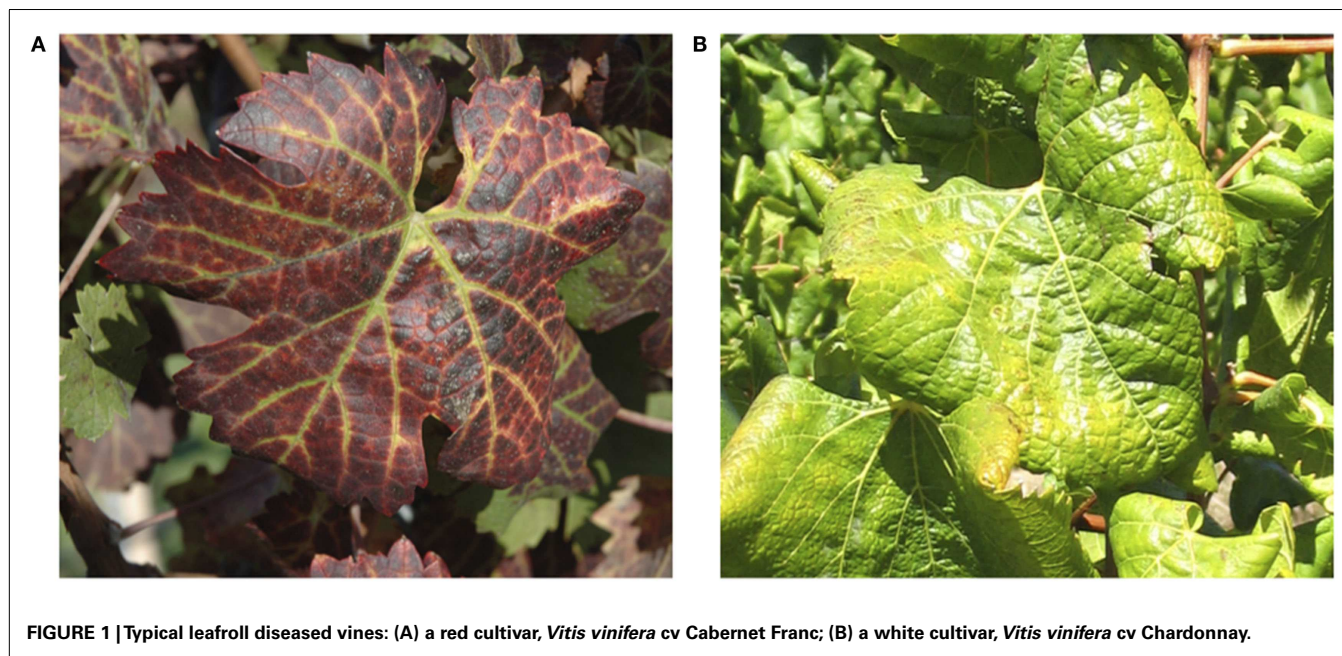 A
B
FIGURE 1 | Typical leafroll diseased vines: (A) a red cultivar, Vitis vinifera cv Cabernet Franc; (B) a white cultivar, Vitis vinifera cv Chardonnay.